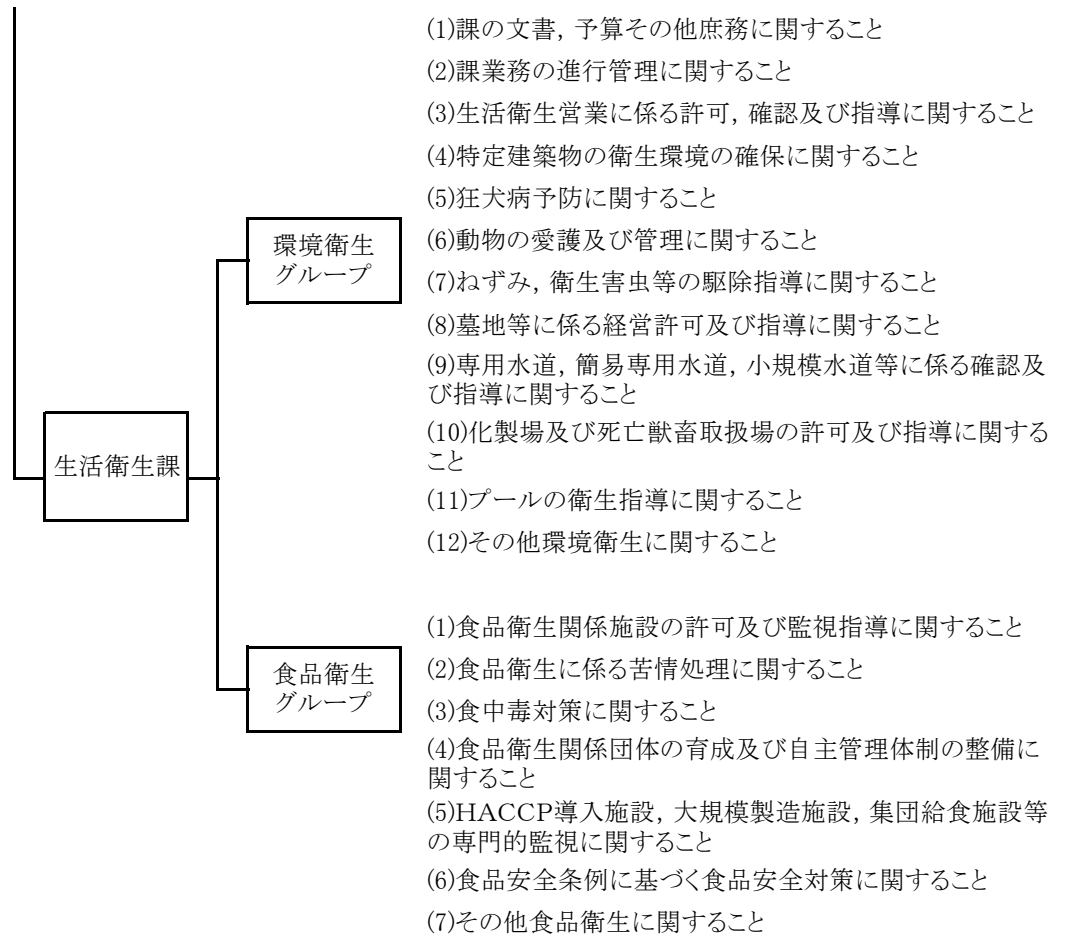 生活衛生課
環境衛生
グループ
(1)課の文書，予算その他庶務に関すること
(2)課業務の進行管理に関すること
(3)生活衛生営業に係る許可，確認及び指導に関すること
(4)特定建築物の衛生環境の確保に関すること
(5)狂犬病予防に関すること
(6)動物の愛護及び管理に関すること
(7)ねずみ，衛生害虫等の駆除指導に関すること
(8)墓地等に係る経営許可及び指導に関すること
(9)専用水道，簡易専用水道，小規模水道等に係る確認及
び指導に関すること
(10)化製場及び死亡獣畜取扱場の許可及び指導に関する
こと
(11)プールの衛生指導に関すること
(12)その他環境衛生に関すること
食品衛生
グループ
(1)食品衛生関係施設の許可及び監視指導に関すること
(2)食品衛生に係る苦情処理に関すること
(3)食中毒対策に関すること
(4)食品衛生関係団体の育成及び自主管理体制の整備に
関すること
(5)HACCP導入施設，大規模製造施設，集団給食施設等
の専門的監視に関すること
(6)食品安全条例に基づく食品安全対策に関すること
(7)その他食品衛生に関すること